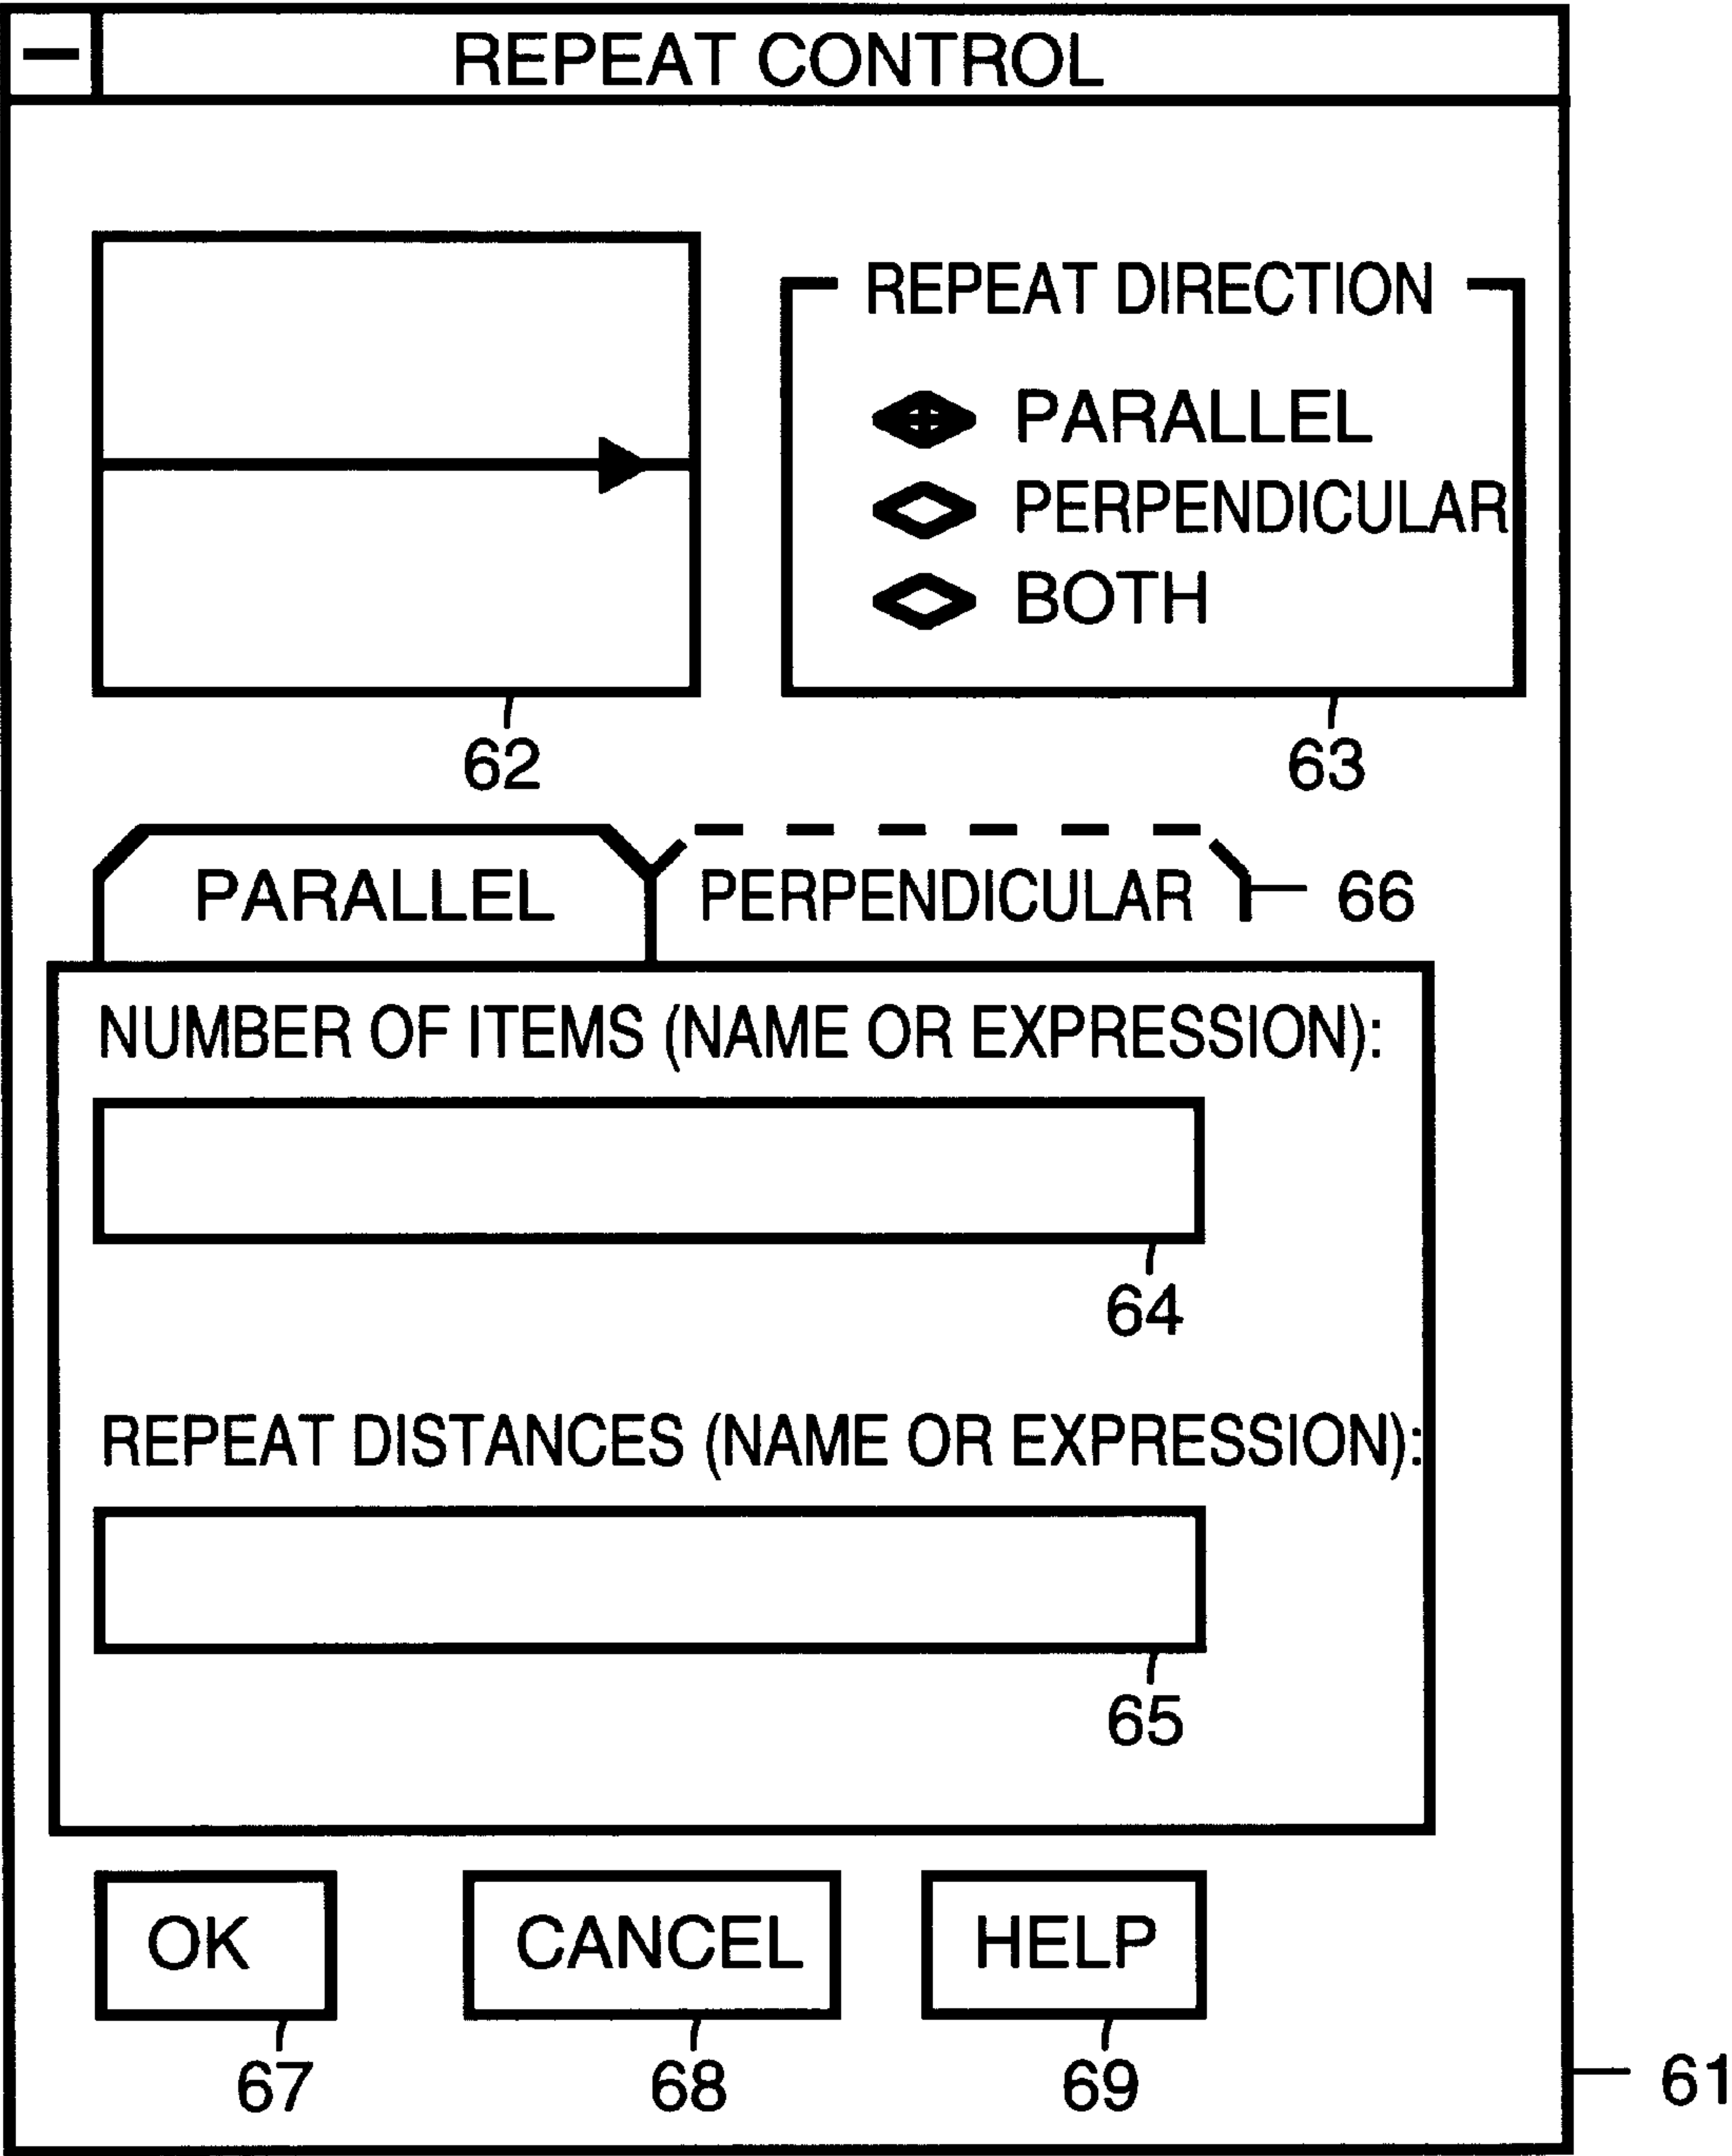 REPEAT CONTROL
REPEAT DIRECTION
PARALLEL
PERPENDICULAR
BOTH
62
63
PARALLEL
PERPENDICULAR
66
NUMBER OF ITEMS (NAME OR EXPRESSION):
64
REPEAT DISTANCES (NAME OR EXPRESSION):
65
OK
CANCEL
HELP
67
68
69
61